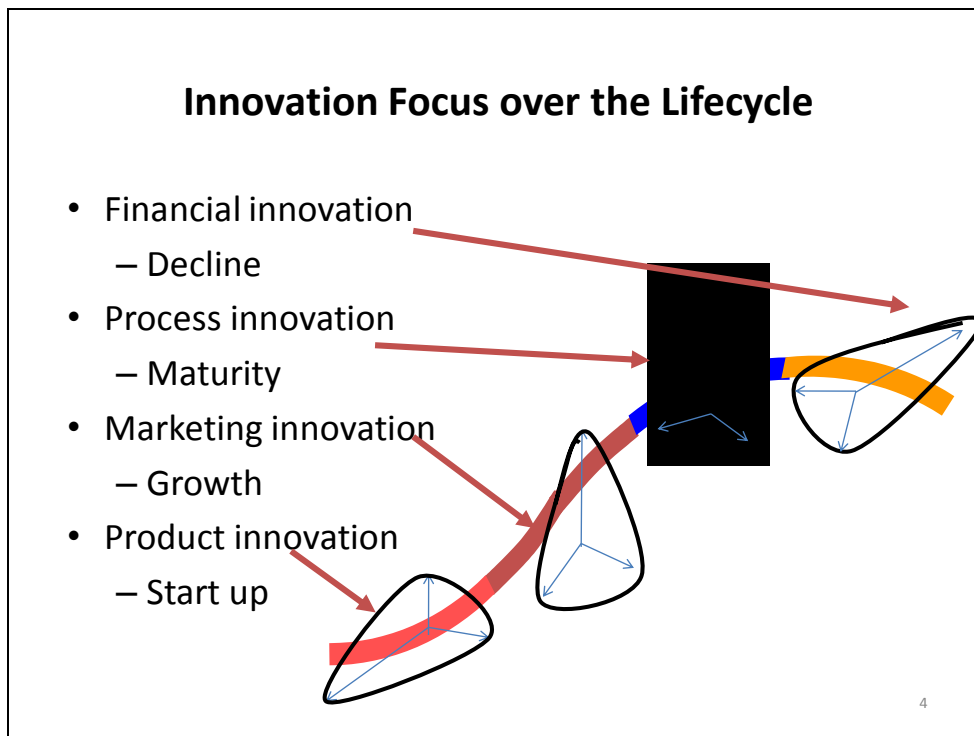 Innovation Focus over the Lifecycle
• Financial innovation
– Decline
• Process innovation
– Maturity
• Marketing innovation
– Growth
• Product innovation
– Start up
4